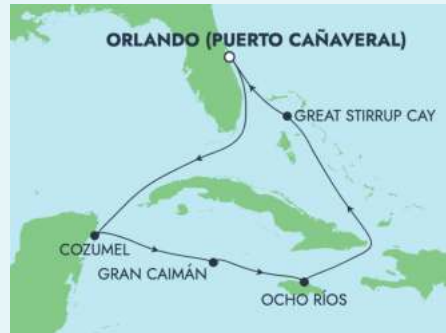 ORLANDO (PUERTO CAÑAVERAL)
GREAT STIRRUP CAY
COZUMEL
GRAN CAIMÁN
OCHO RÍOS